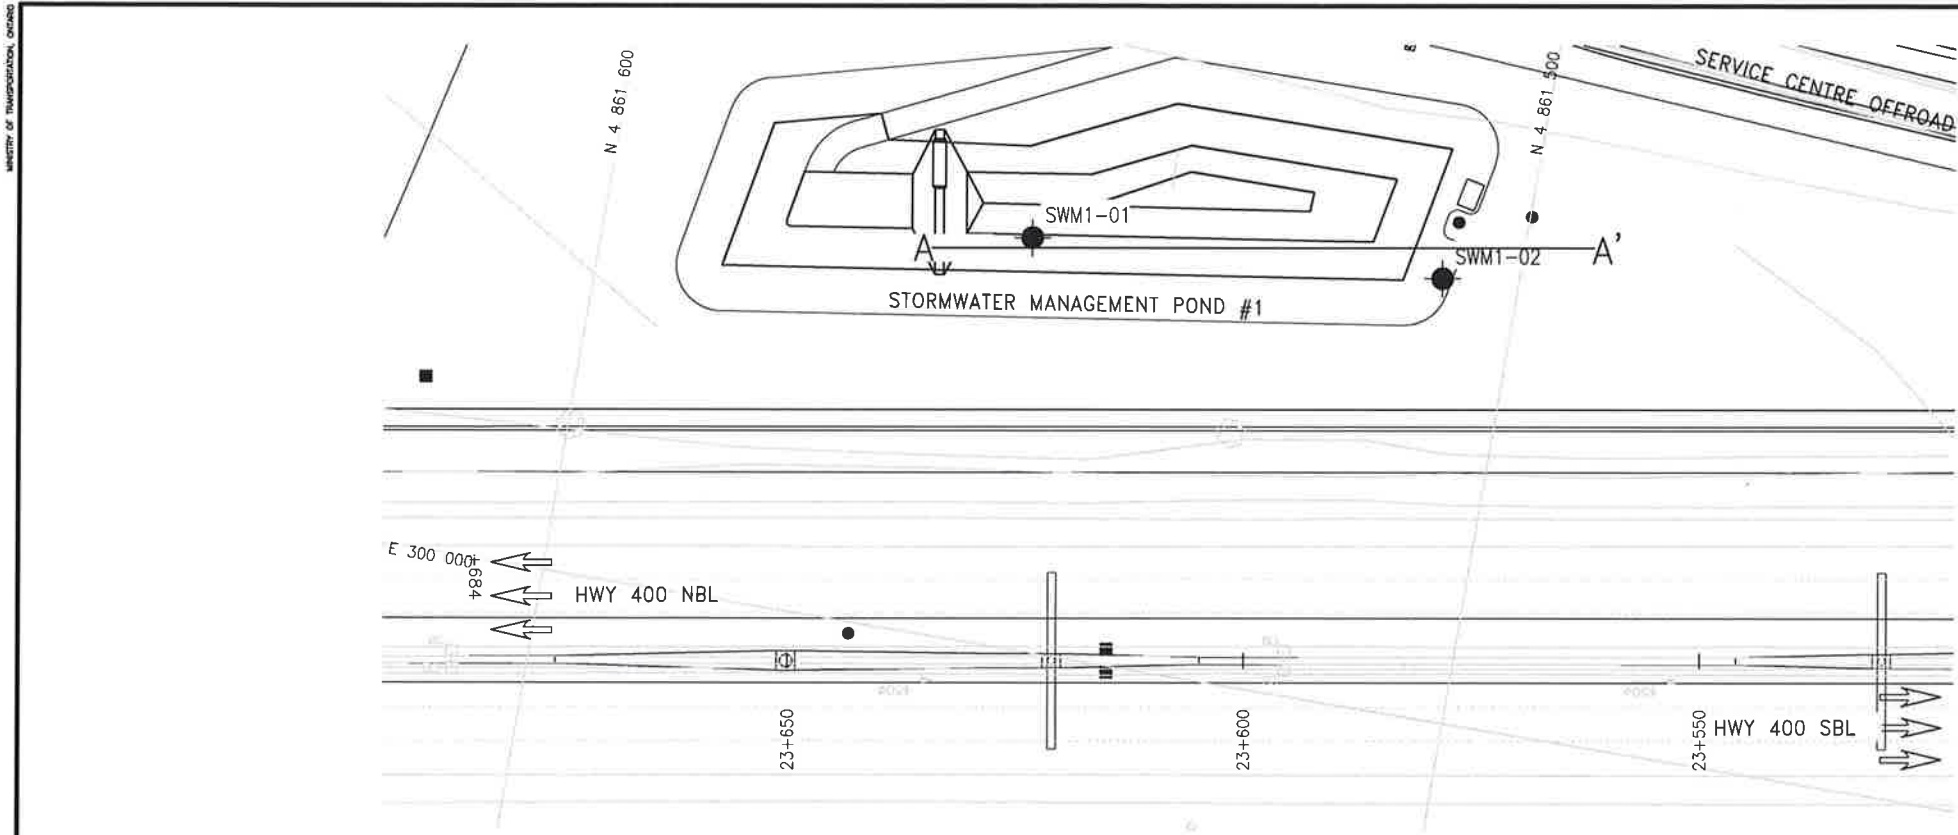 MINISTRY OF TRANSPORTATION, ONTARIO
N 4 861 600
N 4 861 500
SERVICE CENTRE OFFROAD
SWM1-01
A
A'
SWM1-02
STORMWATER MANAGEMENT POND #1
E 300 000
+684
HWY 400 NBL
23+650
23+600
23+550
HWY 400 SBL